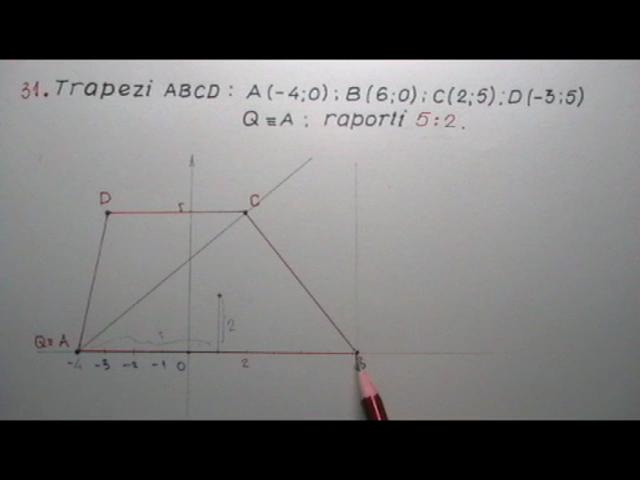 31. Trapezi ABCD : A(-4;0) ; B(6;0) ; C(2;5) ; D(-3;5)
Q≡A ; raporti 5:2.
D
5
C
2
Q≡A
-4 -3 -2 -1 0 2 B